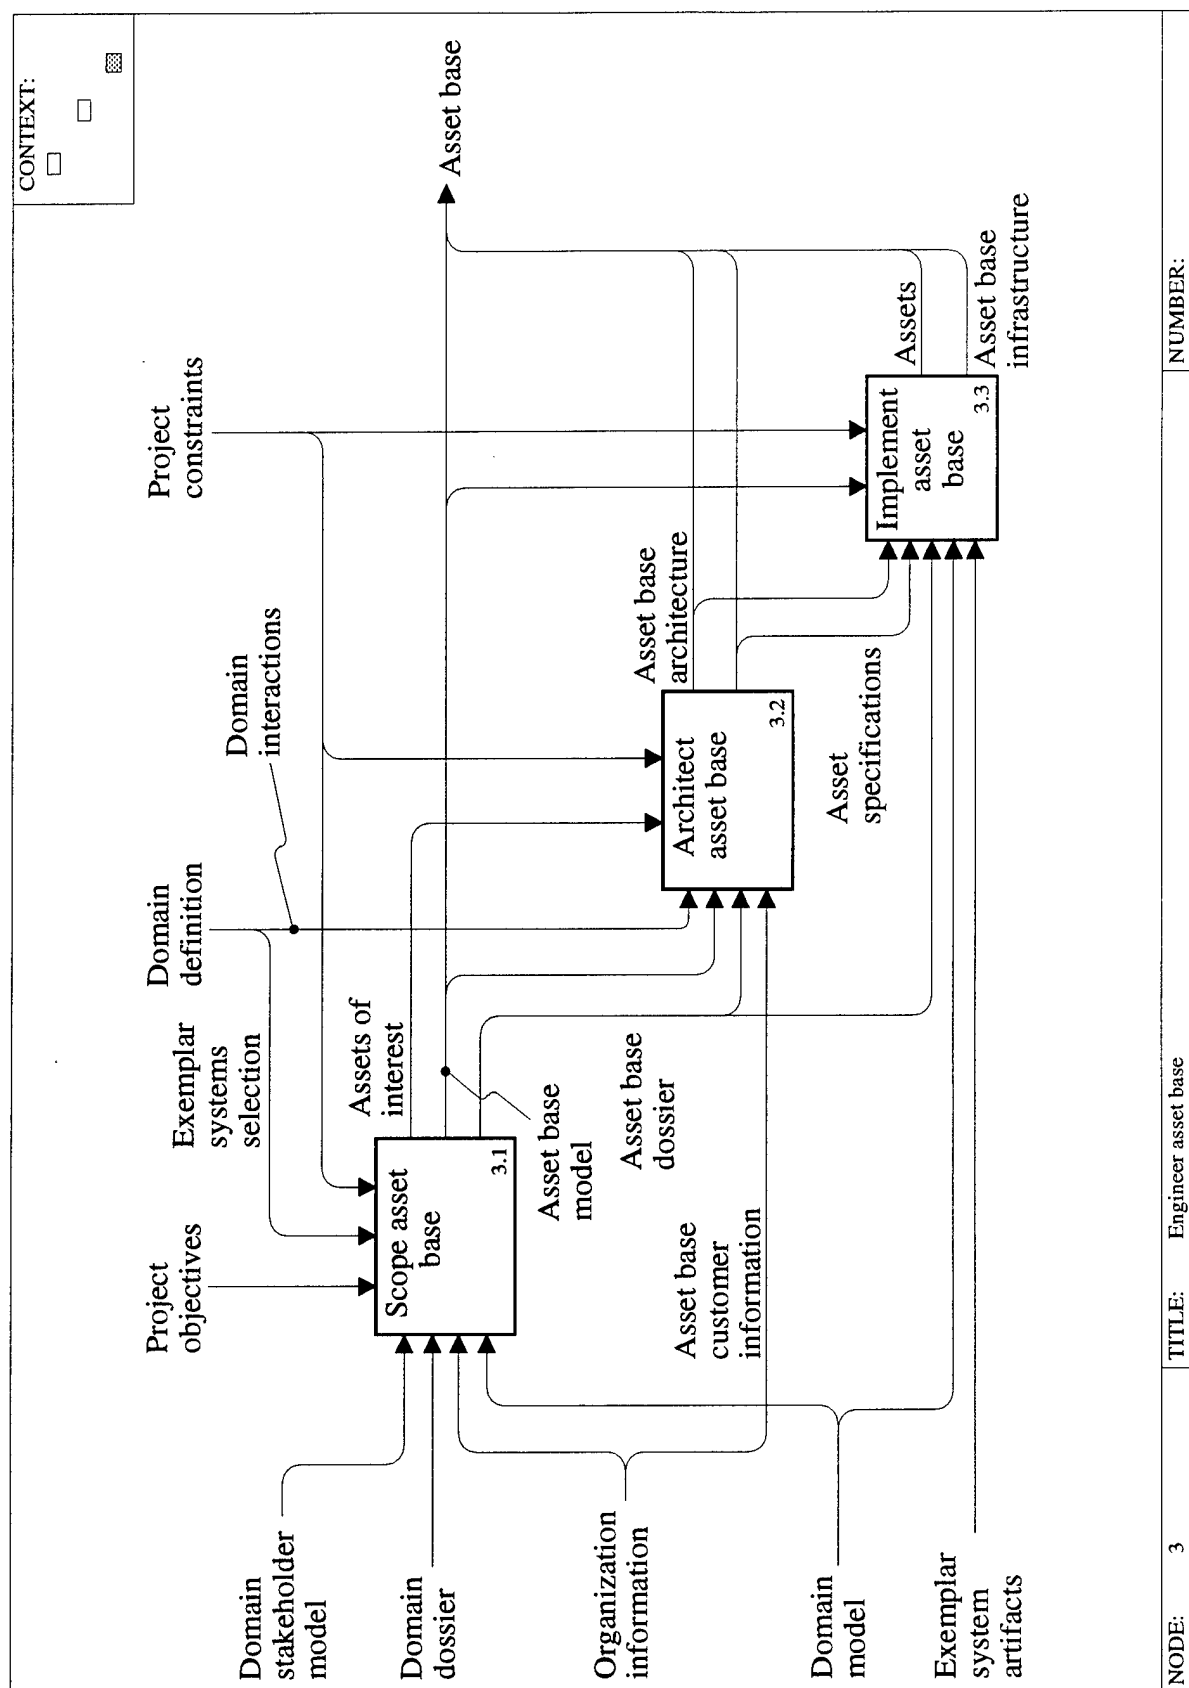 CONTEXT:
Project
constraints
Domain
interactions
Domain
definition
Exemplar
systems
selection
Project
objectives
Asset base
Assets of
interest
Scope asset
base
3.1
Asset base
model
Asset base
dossier
Asset base
customer
information
Asset base
architecture
Architect
asset base
3.2
Asset
specifications
Assets
Asset base
infrastructure
Implement
asset
base
3.3
Domain
stakeholder
model
Domain
dossier
Organization
information
Domain
model
Exemplar
system
artifacts
NODE: 3
TITLE: Engineer asset base
NUMBER: